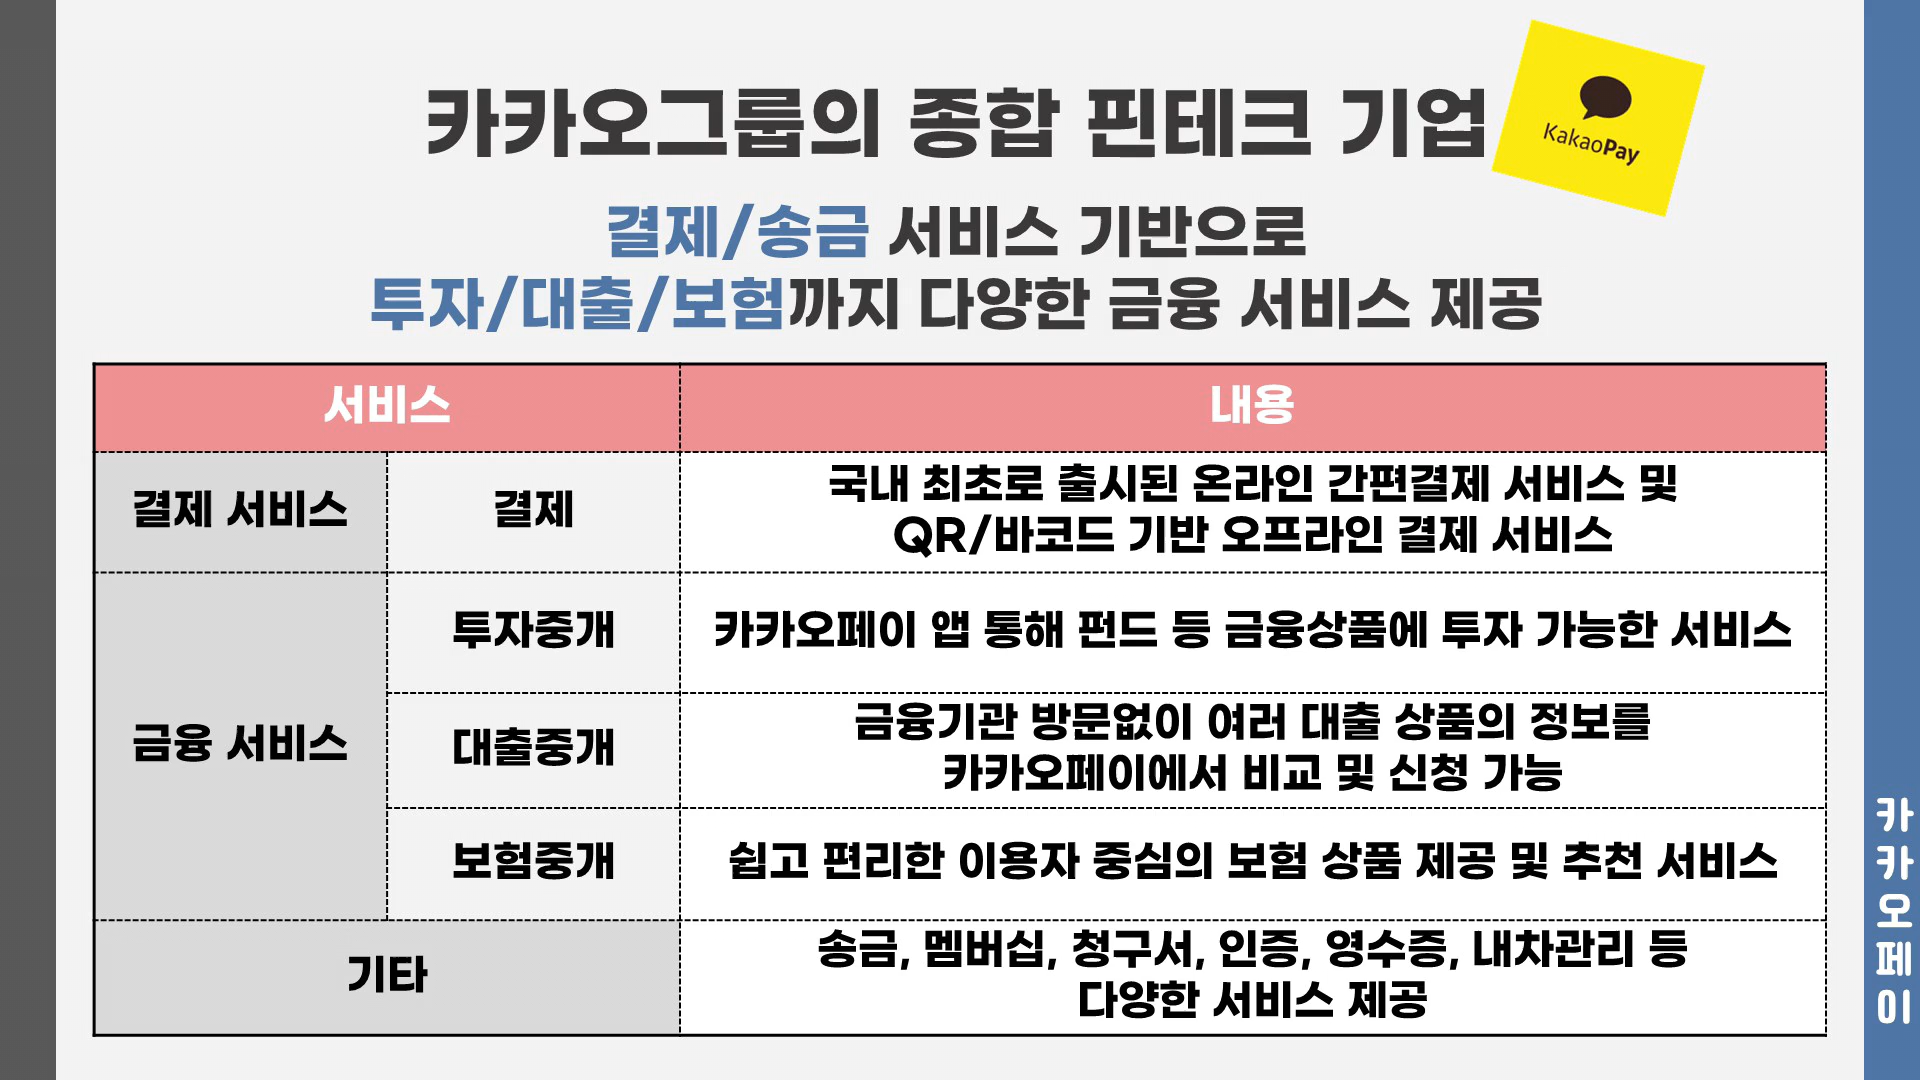 카카오그룹의 종합 핀테크 기업
KakaoPay
결제/송금 서비스 기반으로
투자/대출/보험까지 다양한 금융 서비스 제공
서비스
내용
결제 서비스
결제
국내 최초로 출시된 온라인 간편결제 서비스 및
QR/바코드 기반 오프라인 결제 서비스
금융 서비스
투자중개
카카오페이 앱 통해 펀드 등 금융상품에 투자 가능한 서비스
대출중개
금융기관 방문없이 여러 대출 상품의 정보를
카카오페이에서 비교 및 신청 가능
보험중개
쉽고 편리한 이용자 중심의 보험 상품 제공 및 추천 서비스
기타
송금, 멤버십, 청구서, 인증, 영수증, 내차관리 등
다양한 서비스 제공
카카오페이